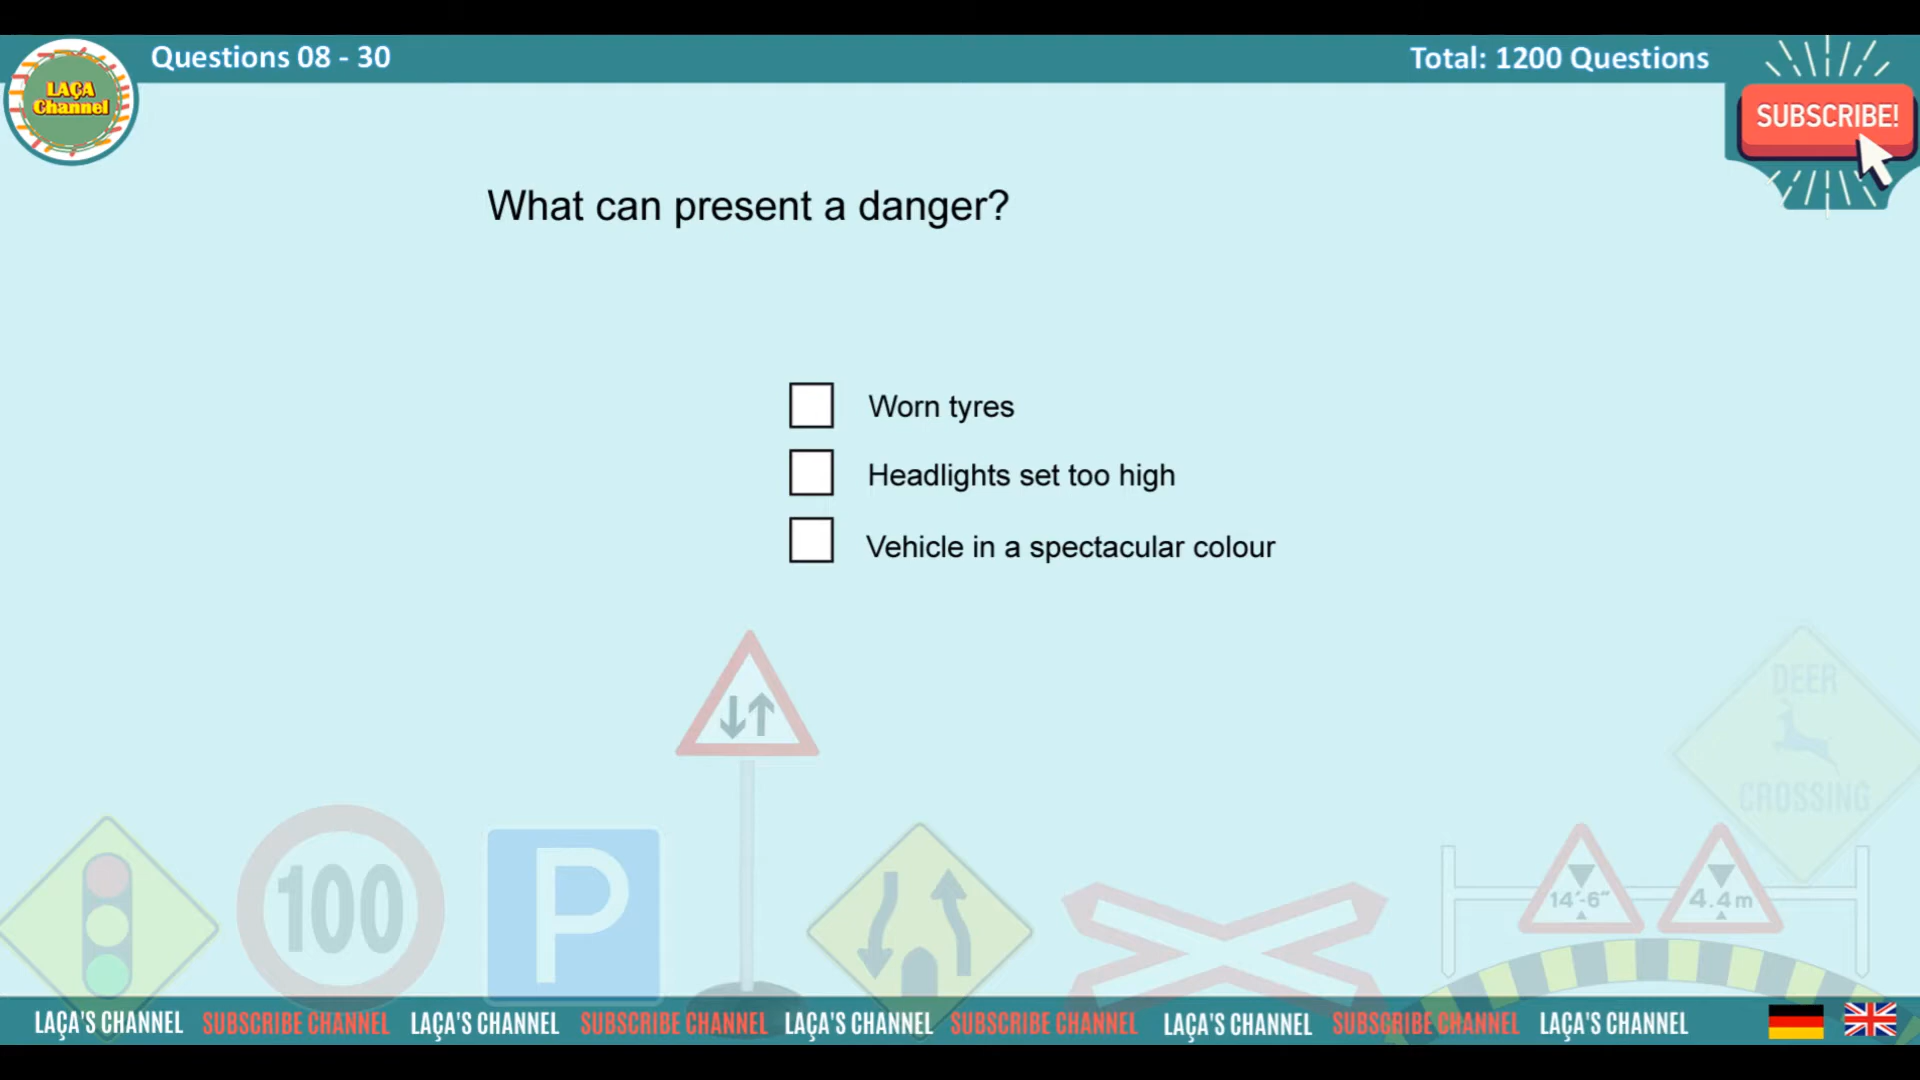 Questions 08 - 30
Total: 1200 Questions
LAÇA
Channel
SUBSCRIBE!
What can present a danger?
Worn tyres
Headlights set too high
Vehicle in a spectacular colour
DEER
CROSSING
100
P
14'-6"
4.4m
LAÇA'S CHANNEL SUBSCRIBE CHANNEL LAÇA'S CHANNEL SUBSCRIBE CHANNEL LAÇA'S CHANNEL SUBSCRIBE CHANNEL LAÇA'S CHANNEL SUBSCRIBE CHANNEL LAÇA'S CHANNEL